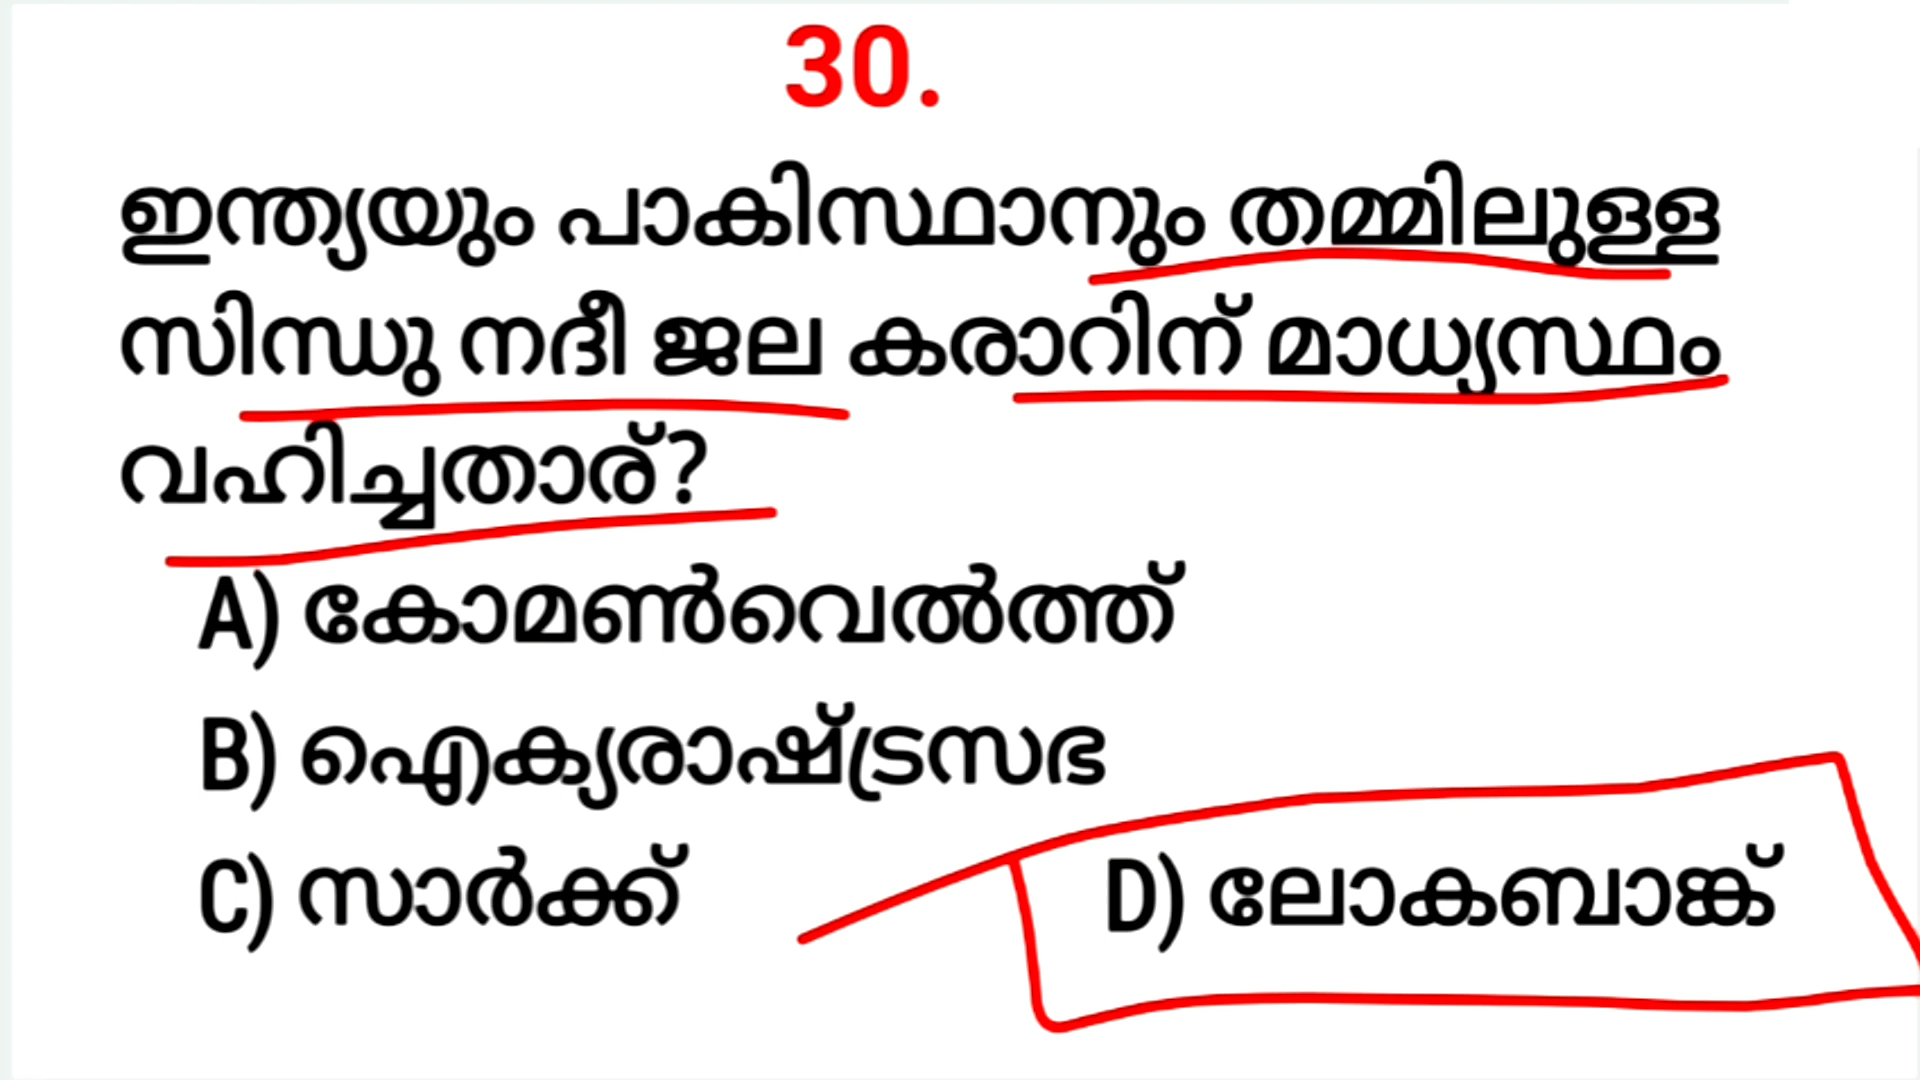 30.
ഇന്ത്യയും പാകിസ്ഥാനും തമ്മിലുള്ള
സിന്ധു നദീ ജല കരാറിന് മാധ്യസ്ഥം
വഹിച്ചതാര്?
A) കോമൺവെൽത്ത്
B) ഐക്യരാഷ്ട്രസഭ
C) സാർക്ക് D) ലോകബാങ്ക്